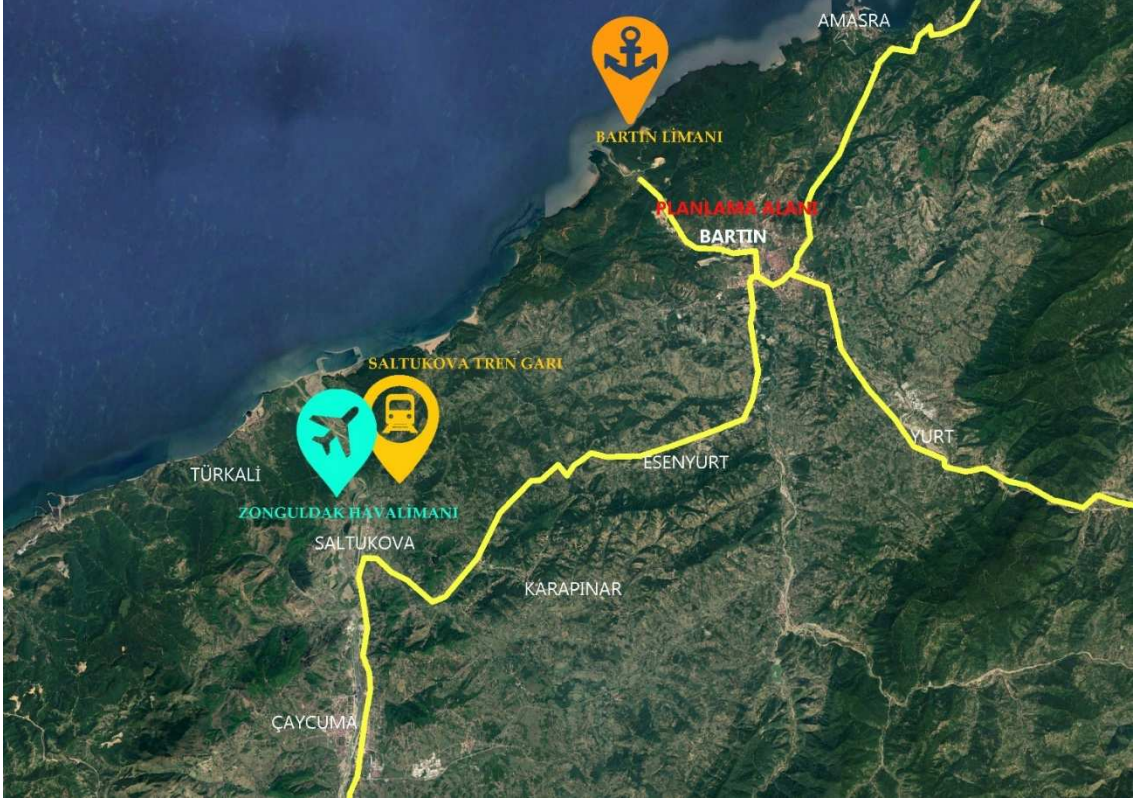 AMASRA
BARTIN LİMANI
PLANLAMA ALANI
BARTIN
SALTUKOVA TREN GARI
YURT
ESENYURT
TÜRKALİ
ZONGULDAK HAVALİMANI
SALTUKOVA
KARAPINAR
ÇAYCUMA